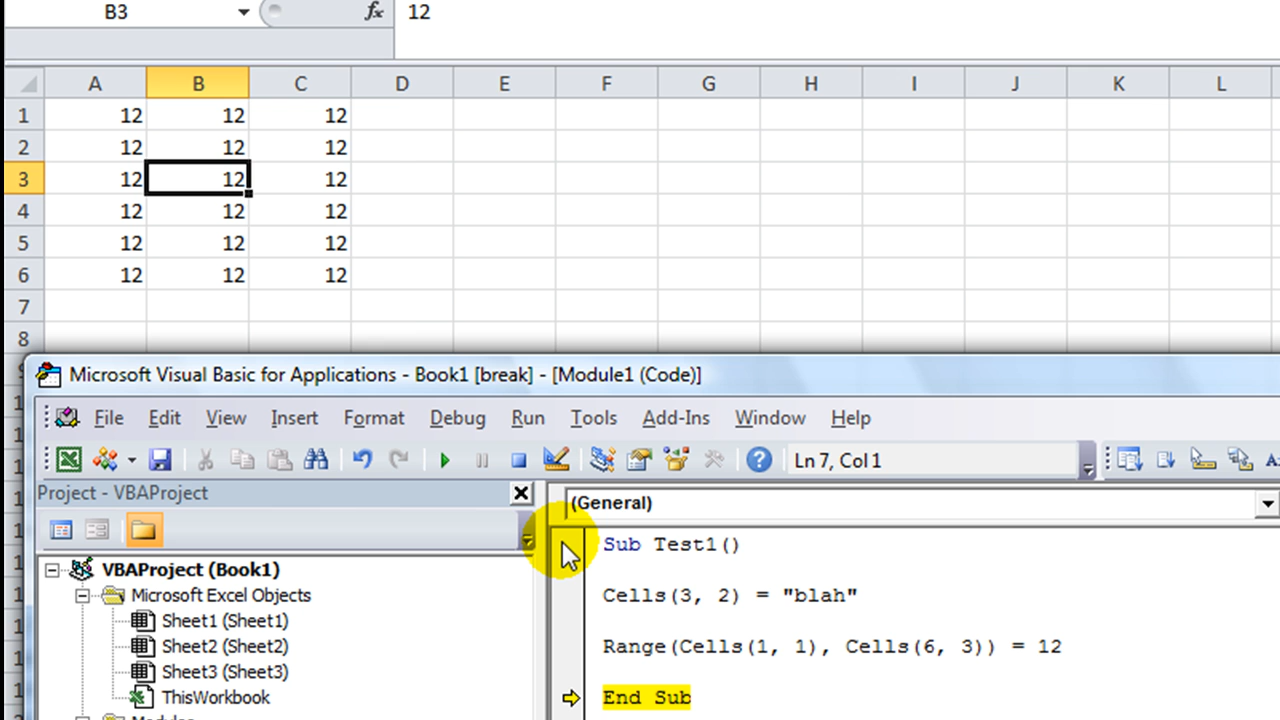 B3 fx 12
A B C D E F G H I J K L
1 12 12 12
2 12 12 12
3 12 12 12
4 12 12 12
5 12 12 12
6 12 12 12
7
8
Microsoft Visual Basic for Applications - Book1 [break] - [Module1 (Code)]
File Edit View Insert Format Debug Run Tools Add-Ins Window Help
Ln 7, Col 1
Project - VBAProject
(General)
VBAProject (Book1)
Microsoft Excel Objects
Sheet1 (Sheet1)
Sheet2 (Sheet2)
Sheet3 (Sheet3)
ThisWorkbook
Modules
Sub Test1()
Cells(3, 2) = "blah"
Range(Cells(1, 1), Cells(6, 3)) = 12
End Sub